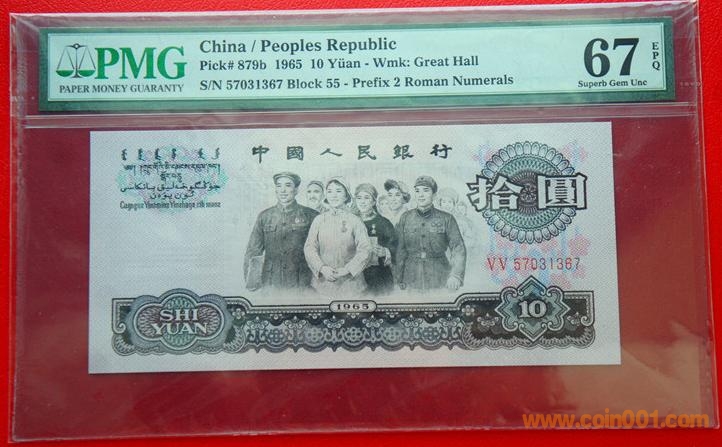 PMG
PAPER MONEY GUARANTY
China / Peoples Republic
Pick# 879b 1965 10 Yüan - Wmk: Great Hall
S/N 57031367 Block 55 - Prefix 2 Roman Numerals
67 EPQ
Superb Gem Unc
中國人民銀行
拾圓
VV 57031367
1965
SHI YUAN
10
www.coin001.com